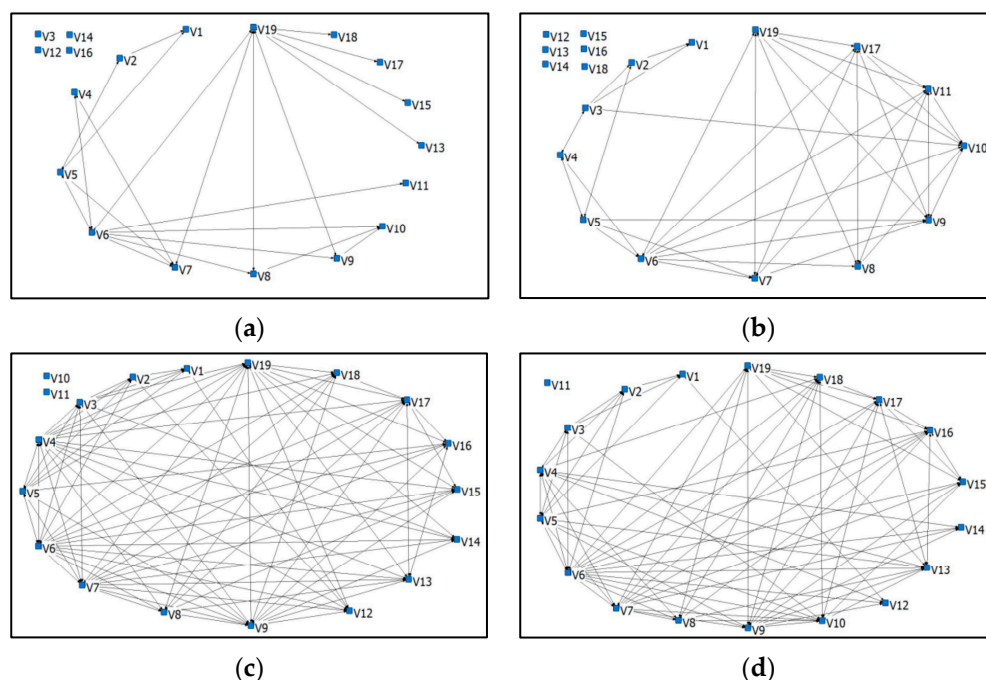 V3 V14
V12 V16
V1
V2
V4
V5
V6
V7
V8
V9
V10
V11
V13
V15
V17
V18
V19
(a)
V12 V15
V13 V16
V14 V18
V1
V2
V3
V4
V5
V6
V7
V8
V9
V10
V11
V17
V19
(b)
V10
V11
V1
V2
V3
V4
V5
V6
V7
V8
V9
V12
V13
V14
V15
V16
V17
V18
V19
(c)
V11
V1
V2
V3
V4
V5
V6
V7
V8
V9
V10
V12
V13
V14
V15
V16
V17
V18
V19
(d)